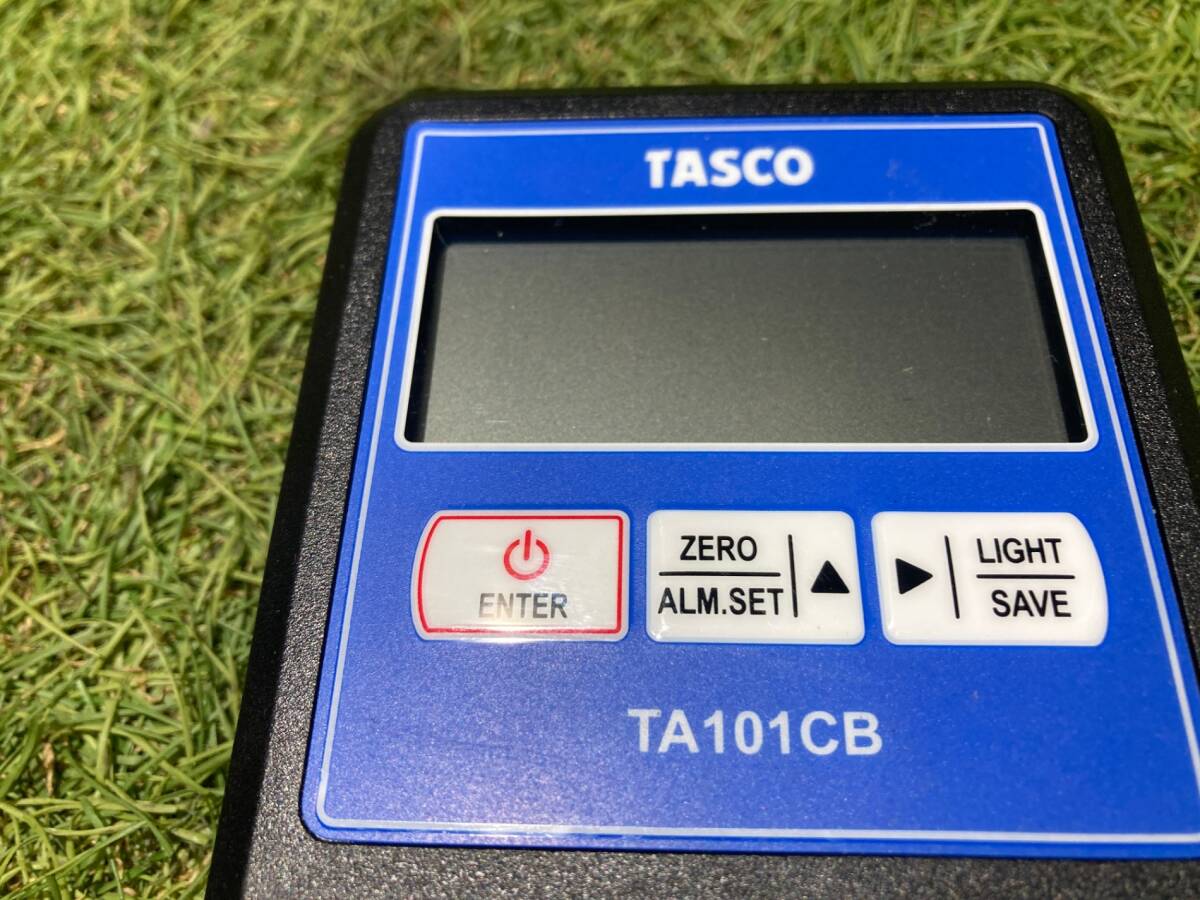 TASCO
ENTER
ZERO
ALM.SET
LIGHT
SAVE
TA101CB